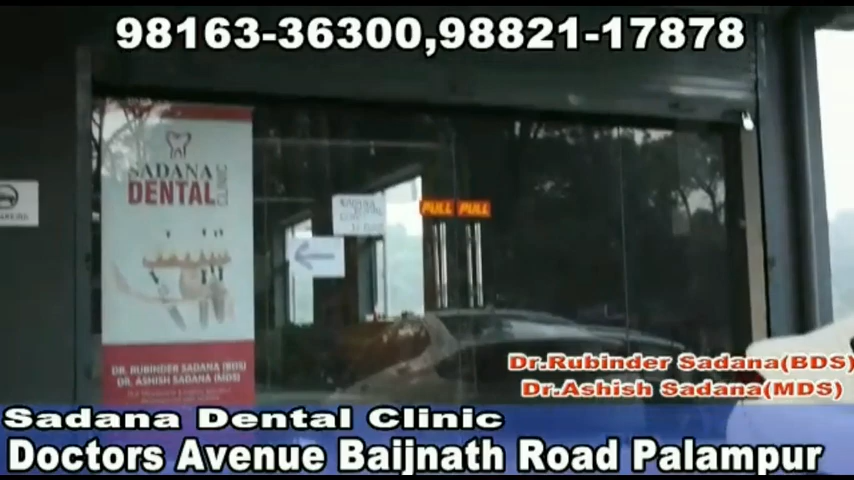 98163-36300,98821-17878
SADANA
DENTAL
CLINIC
PULL PULL
DR. RUBINDER SADANA (BDS)
DR. ASHISH SADANA (MDS)
Dr.Rubinder Sadana(BDS)
Dr.Ashish Sadana(MDS)
Sadana Dental Clinic
Doctors Avenue Baijnath Road Palampur